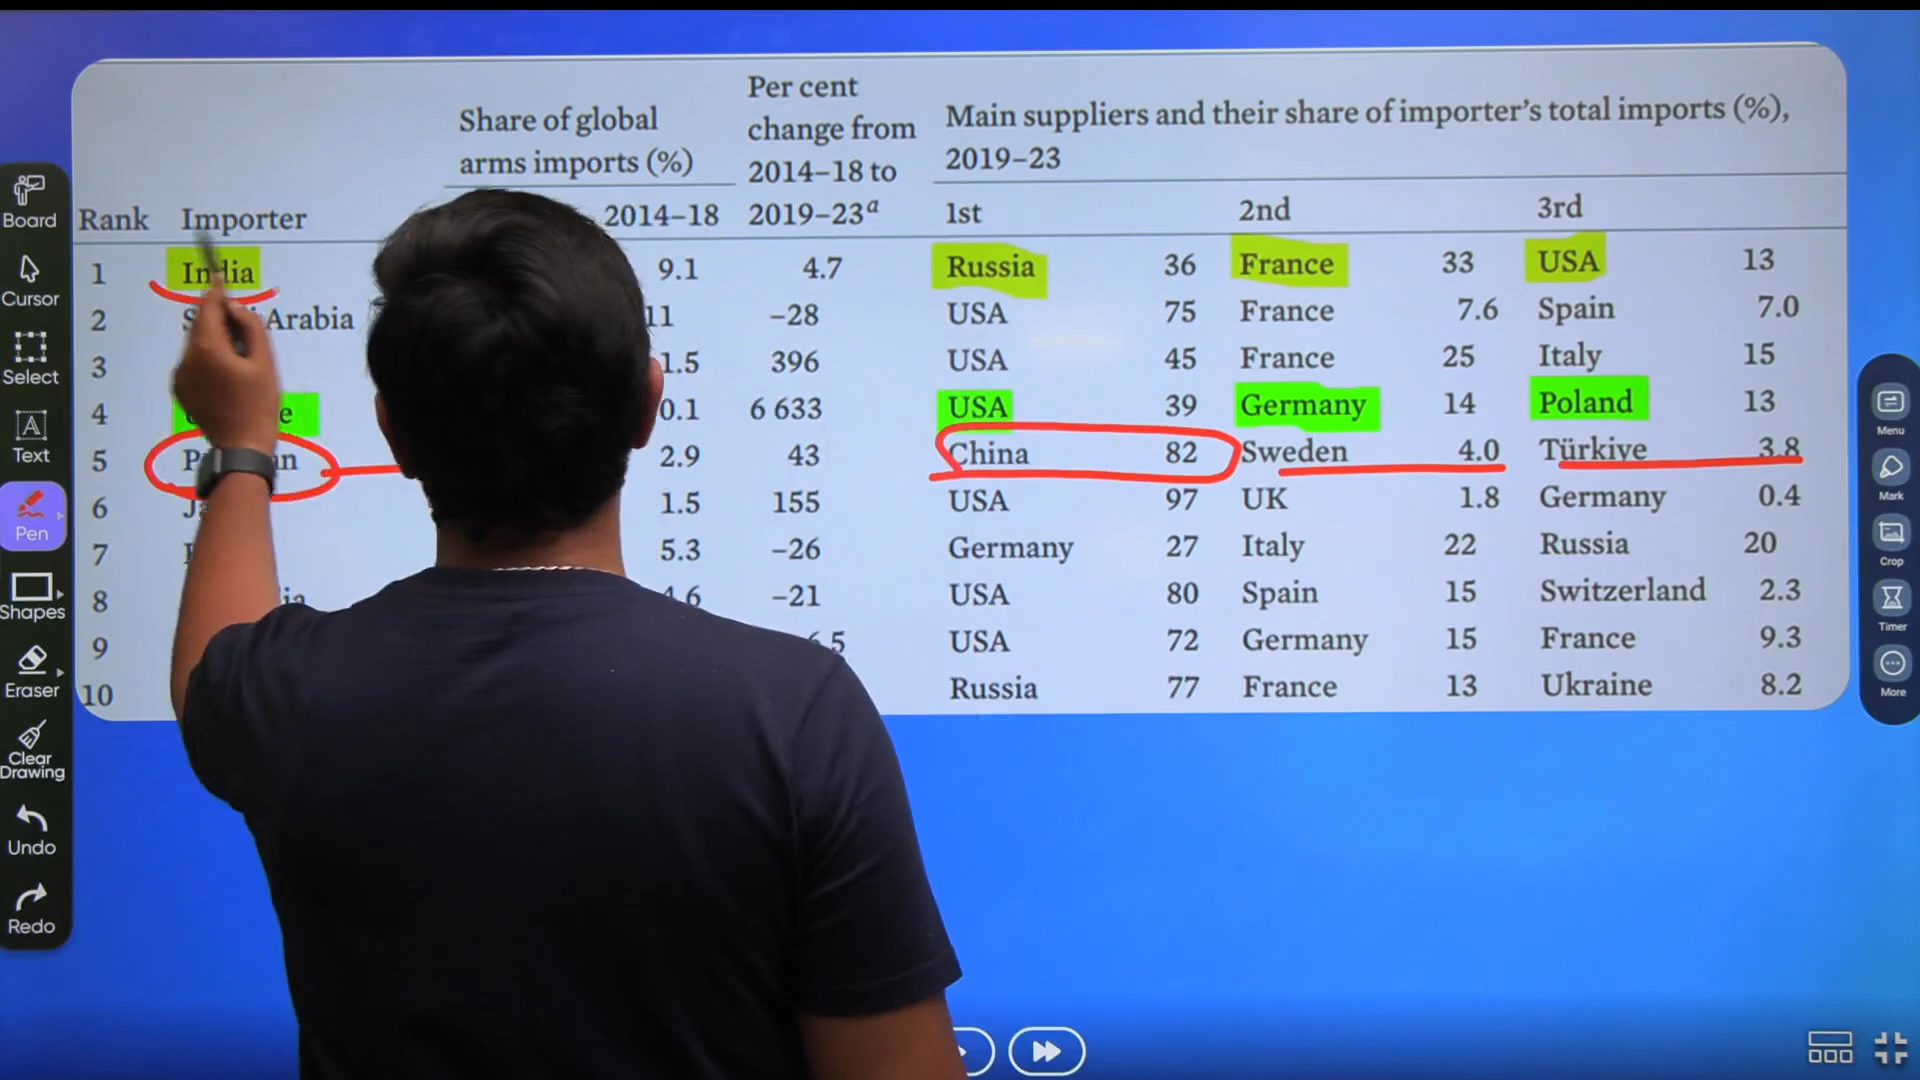 Per cent
Share of global change from Main suppliers and their share of importer's total imports (%),
arms imports (%) 2014–18 to 2019–23
Rank Importer 2014–18 2019–23a 1st 2nd 3rd
1 India 9.1 4.7 Russia 36 France 33 USA 13
2 Arabia 11 –28 USA 75 France 7.6 Spain 7.0
3 1.5 396 USA 45 France 25 Italy 15
4 0.1 6 633 USA 39 Germany 14 Poland 13
5 2.9 43 China 82 Sweden 4.0 Türkiye 3.8
6 1.5 155 USA 97 UK 1.8 Germany 0.4
7 5.3 –26 Germany 27 Italy 22 Russia 20
8 –21 USA 80 Spain 15 Switzerland 2.3
9 USA 72 Germany 15 France 9.3
10 Russia 77 France 13 Ukraine 8.2
Board
Cursor
Select
Text
Pen
Shapes
Eraser
Clear
Drawing
Undo
Redo
Menu
Mark
Crop
Timer
More